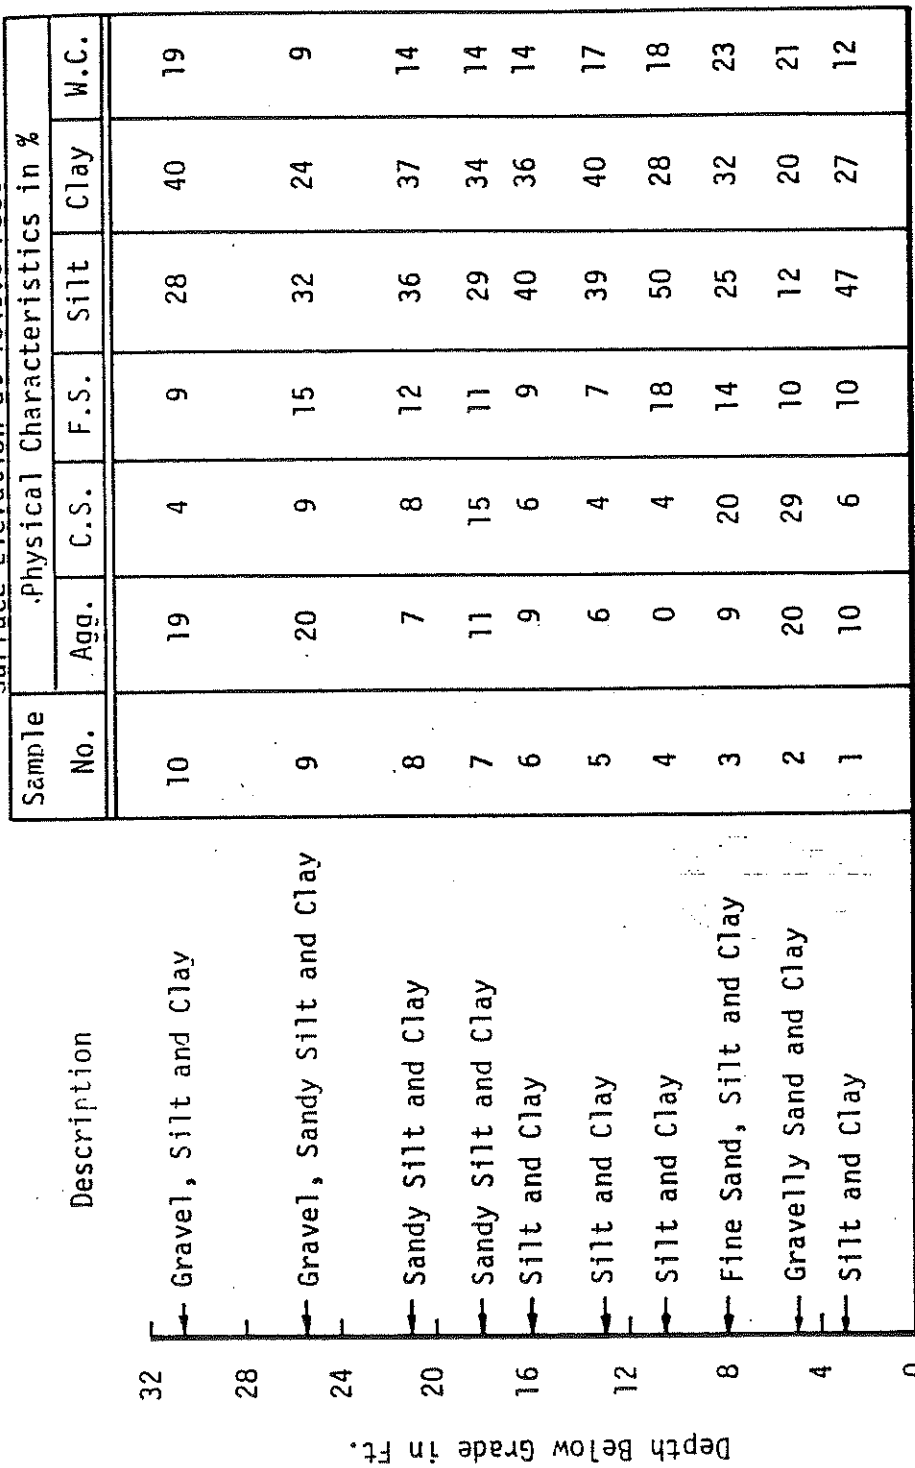 Sample .Physical Characteristics in %
Description No. Agg. C.S. F.S. Silt Clay W.C.
32
28
24
20
16
12
8
4
0
Depth Below Grade in Ft.
Gravel, Silt and Clay 10 19 4 9 28 40 19
Gravel, Sandy Silt and Clay 9 20 9 15 32 24 9
Sandy Silt and Clay 8 7 8 12 36 37 14
Sandy Silt and Clay 7 11 15 11 29 34 14
Silt and Clay 6 9 6 9 40 36 14
Silt and Clay 5 6 4 7 39 40 17
Silt and Clay 4 0 4 18 50 28 18
Fine Sand, Silt and Clay 3 9 20 14 25 32 23
Gravelly Sand and Clay 2 20 29 10 12 20 21
Silt and Clay 1 10 6 10 47 27 12